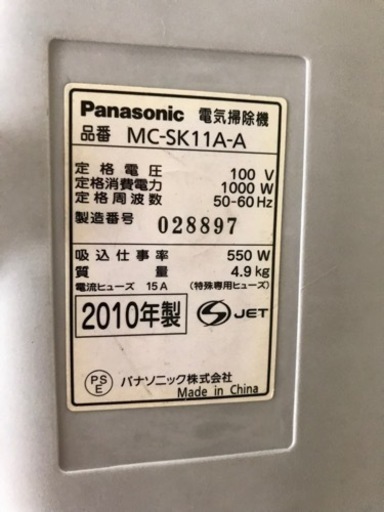 Panasonic 電気掃除機
品番 MC-SK11A-A
定格電圧 100 V
定格消費電力 1000 W
定格周波数 50-60 Hz
製造番号 028897
吸込仕事率 550 W
質量 4.9 kg
電流ヒューズ 15 A (特殊専用ヒューズ)
2010年製 S JET
PS E パナソニック株式会社
Made in China